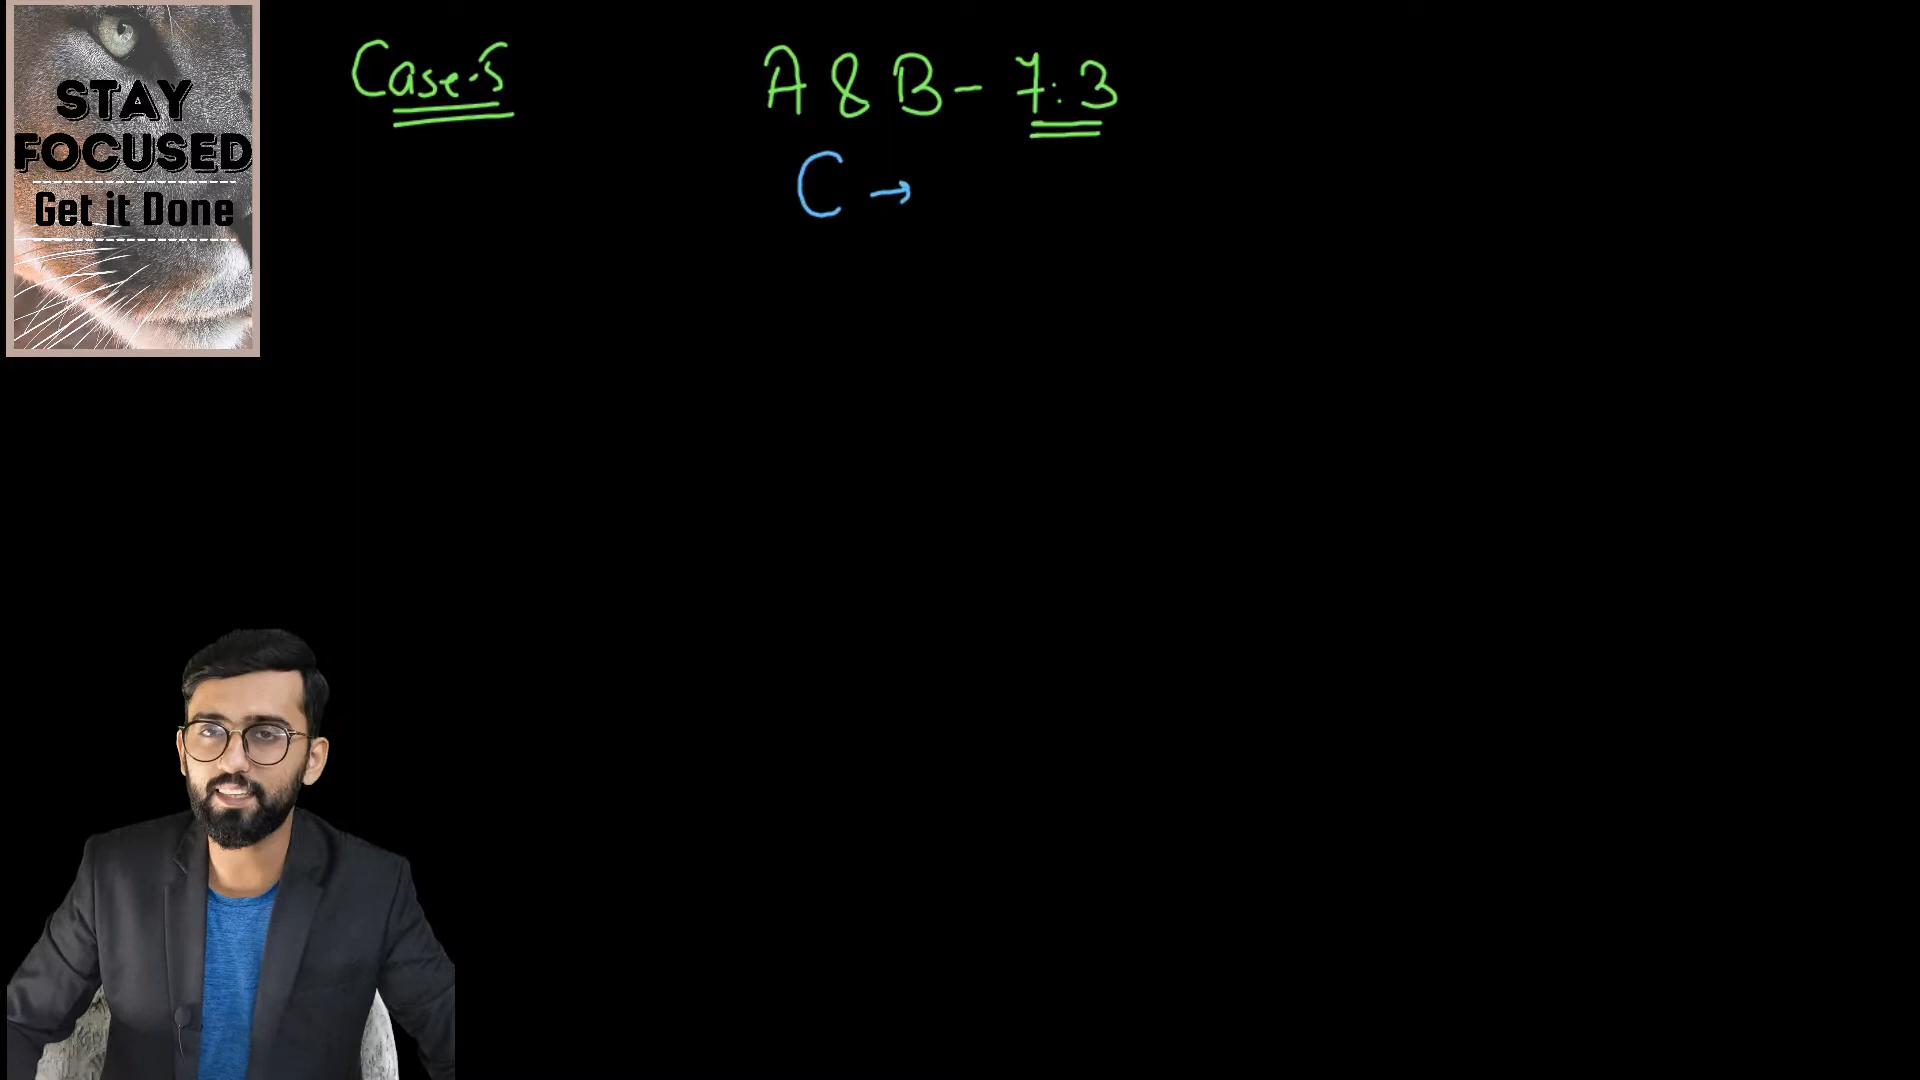 STAY
FOCUSED
Get it Done
Case-5
A & B - 7:3
C →